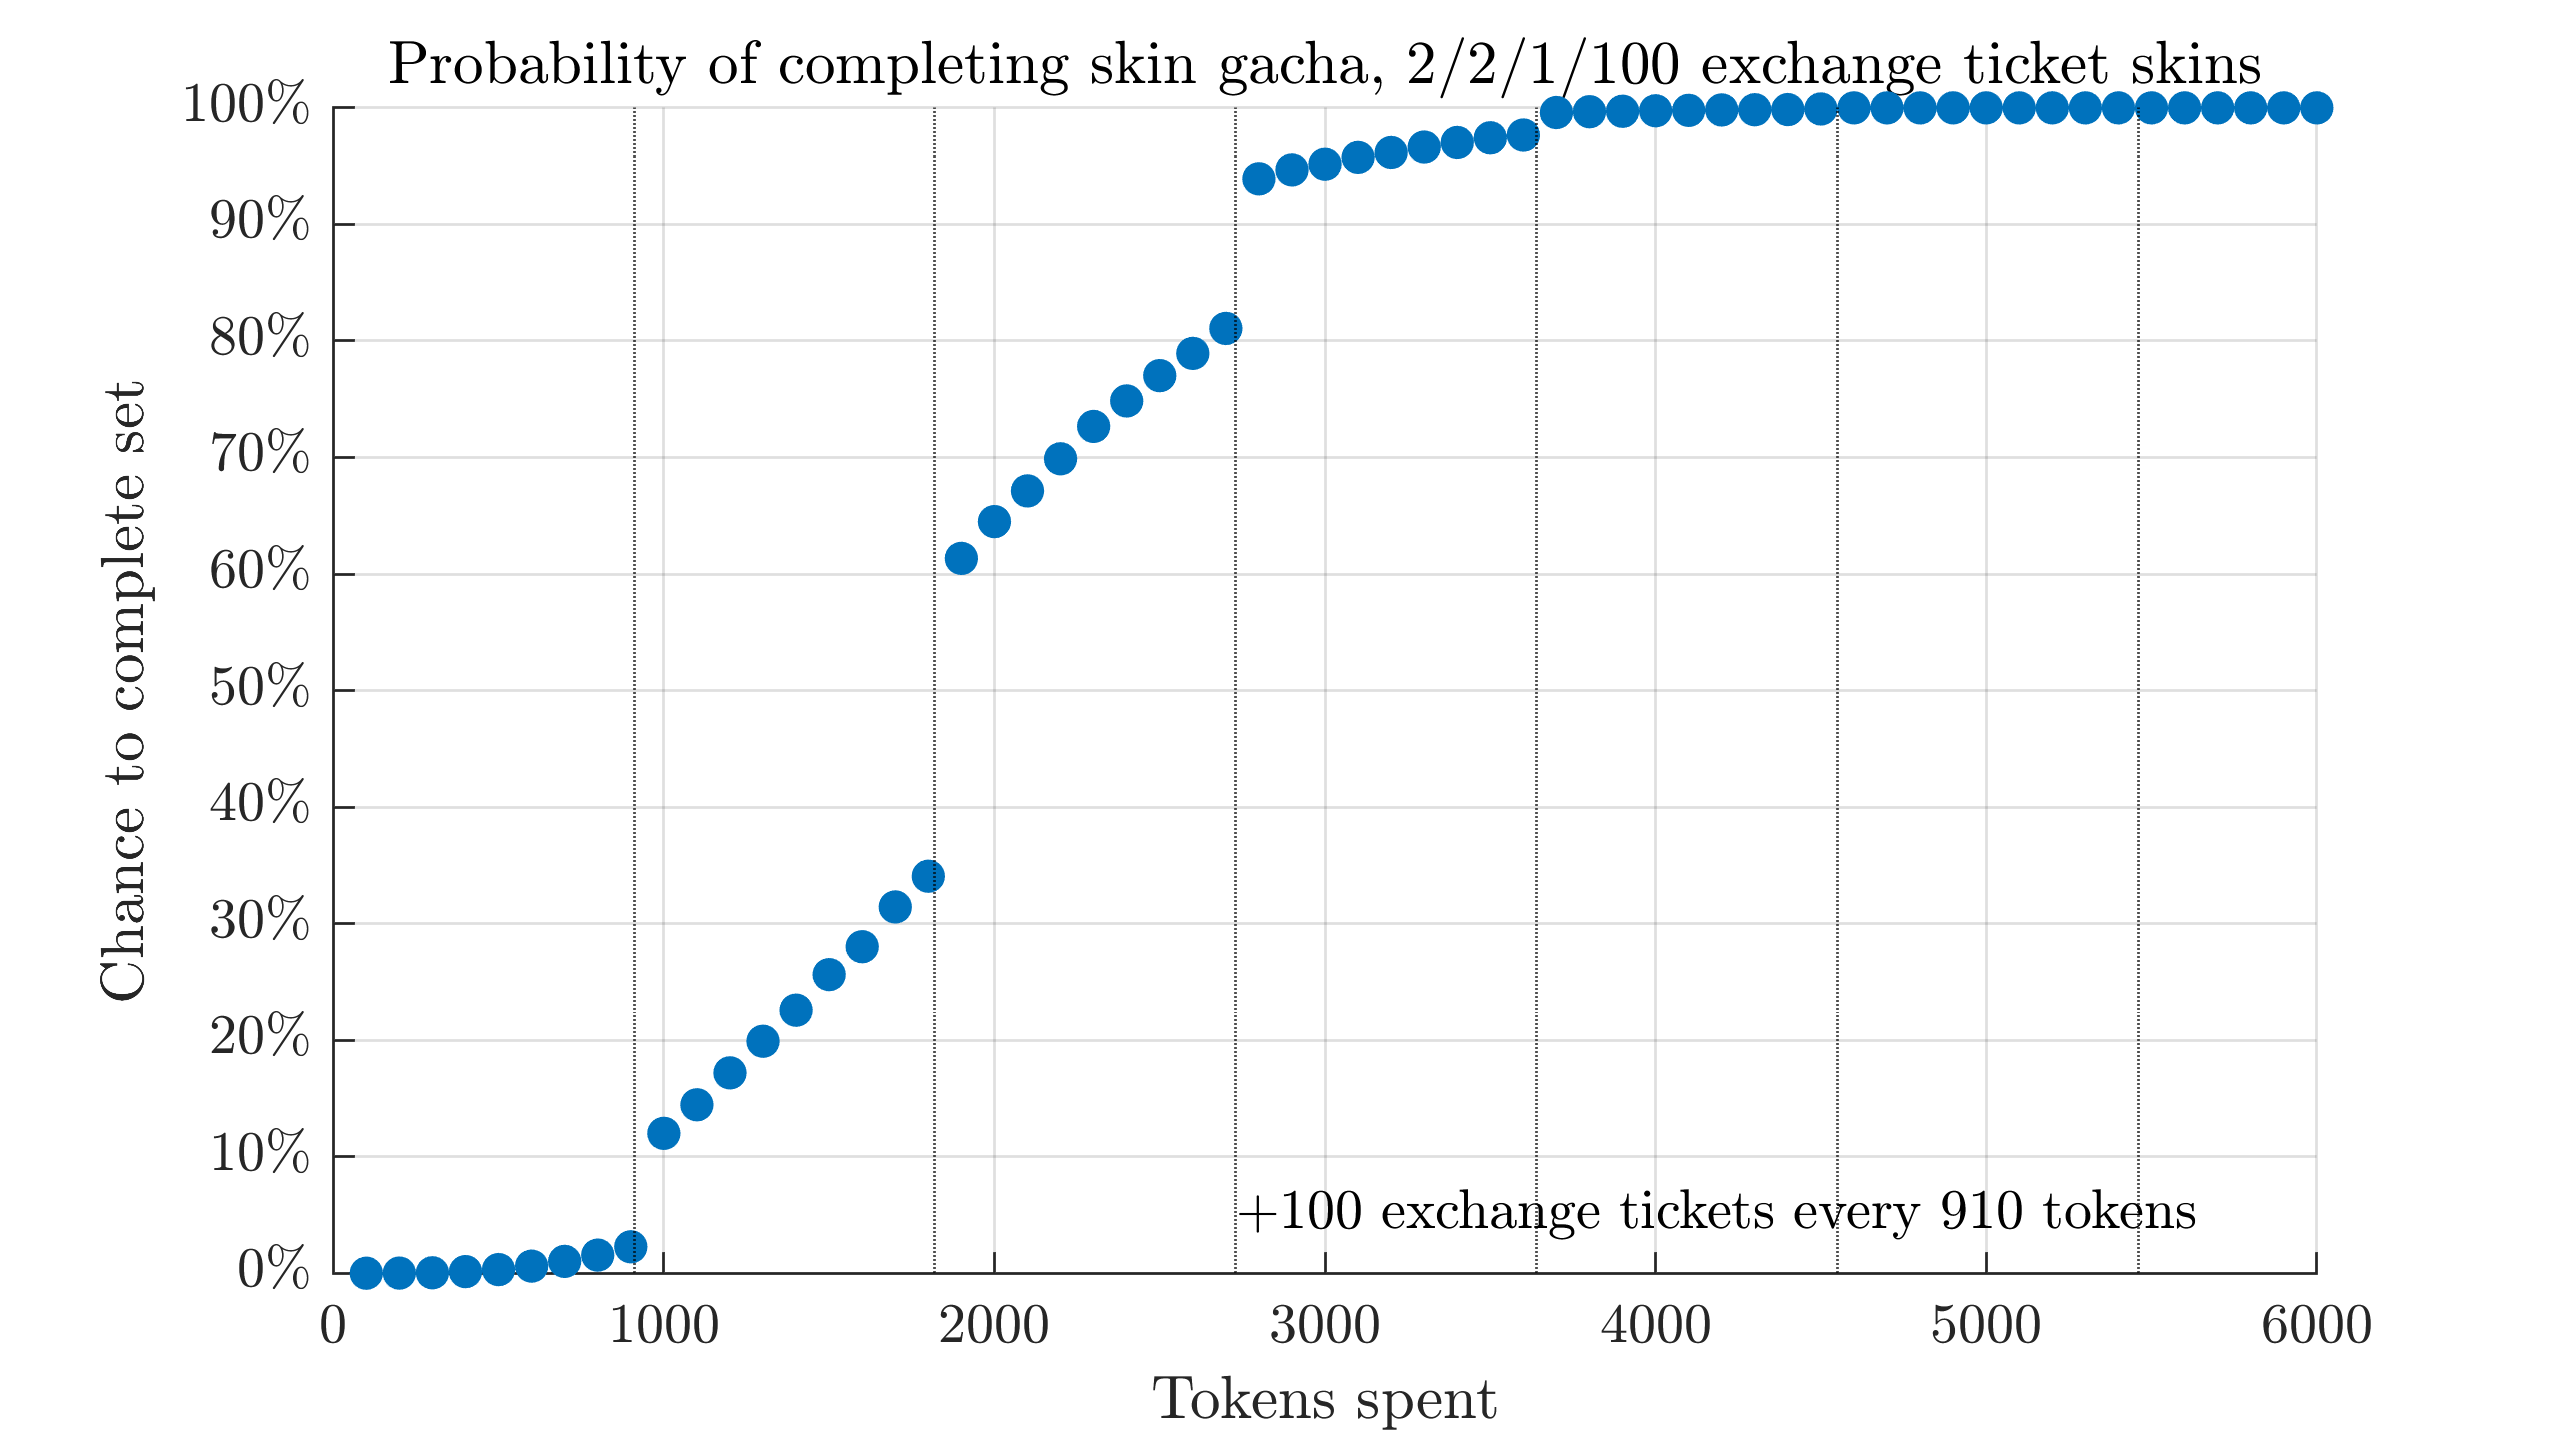 Probability of completing skin gacha, 2/2/1/100 exchange ticket skins
100%
90%
80%
70%
60%
50%
40%
30%
20%
10%
0%
Chance to complete set
+100 exchange tickets every 910 tokens
0 1000 2000 3000 4000 5000 6000
Tokens spent